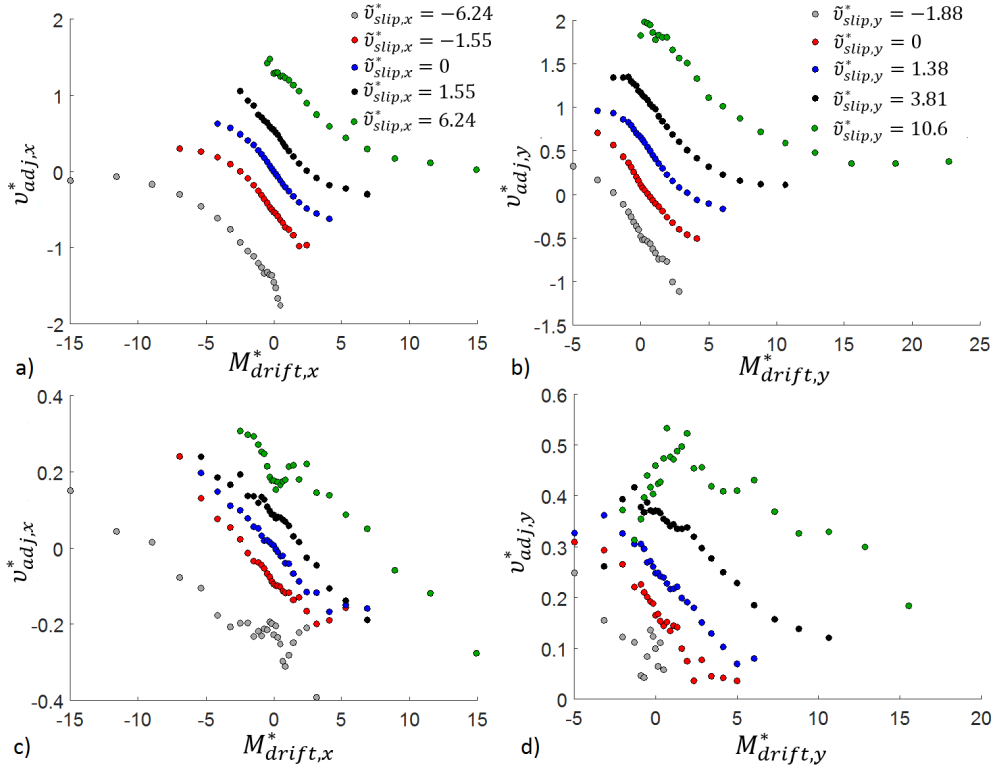 ṽ*slip,x = −6.24
ṽ*slip,x = −1.55
ṽ*slip,x = 0
ṽ*slip,x = 1.55
ṽ*slip,x = 6.24
2
1
0
-1
-2
υ*adj,x
-15 -10 -5 0 5 10 15
a) M*drift,x
ṽ*slip,y = −1.88
ṽ*slip,y = 0
ṽ*slip,y = 1.38
ṽ*slip,y = 3.81
ṽ*slip,y = 10.6
2
1.5
1
0.5
0
-0.5
-1
-1.5
υ*adj,y
-5 0 5 10 15 20 25
b) M*drift,y
0.4
0.2
0
-0.2
-0.4
υ*adj,x
-15 -10 -5 0 5 10 15
c) M*drift,x
0.6
0.5
0.4
0.3
0.2
0.1
0
υ*adj,y
-5 0 5 10 15 20
d) M*drift,y